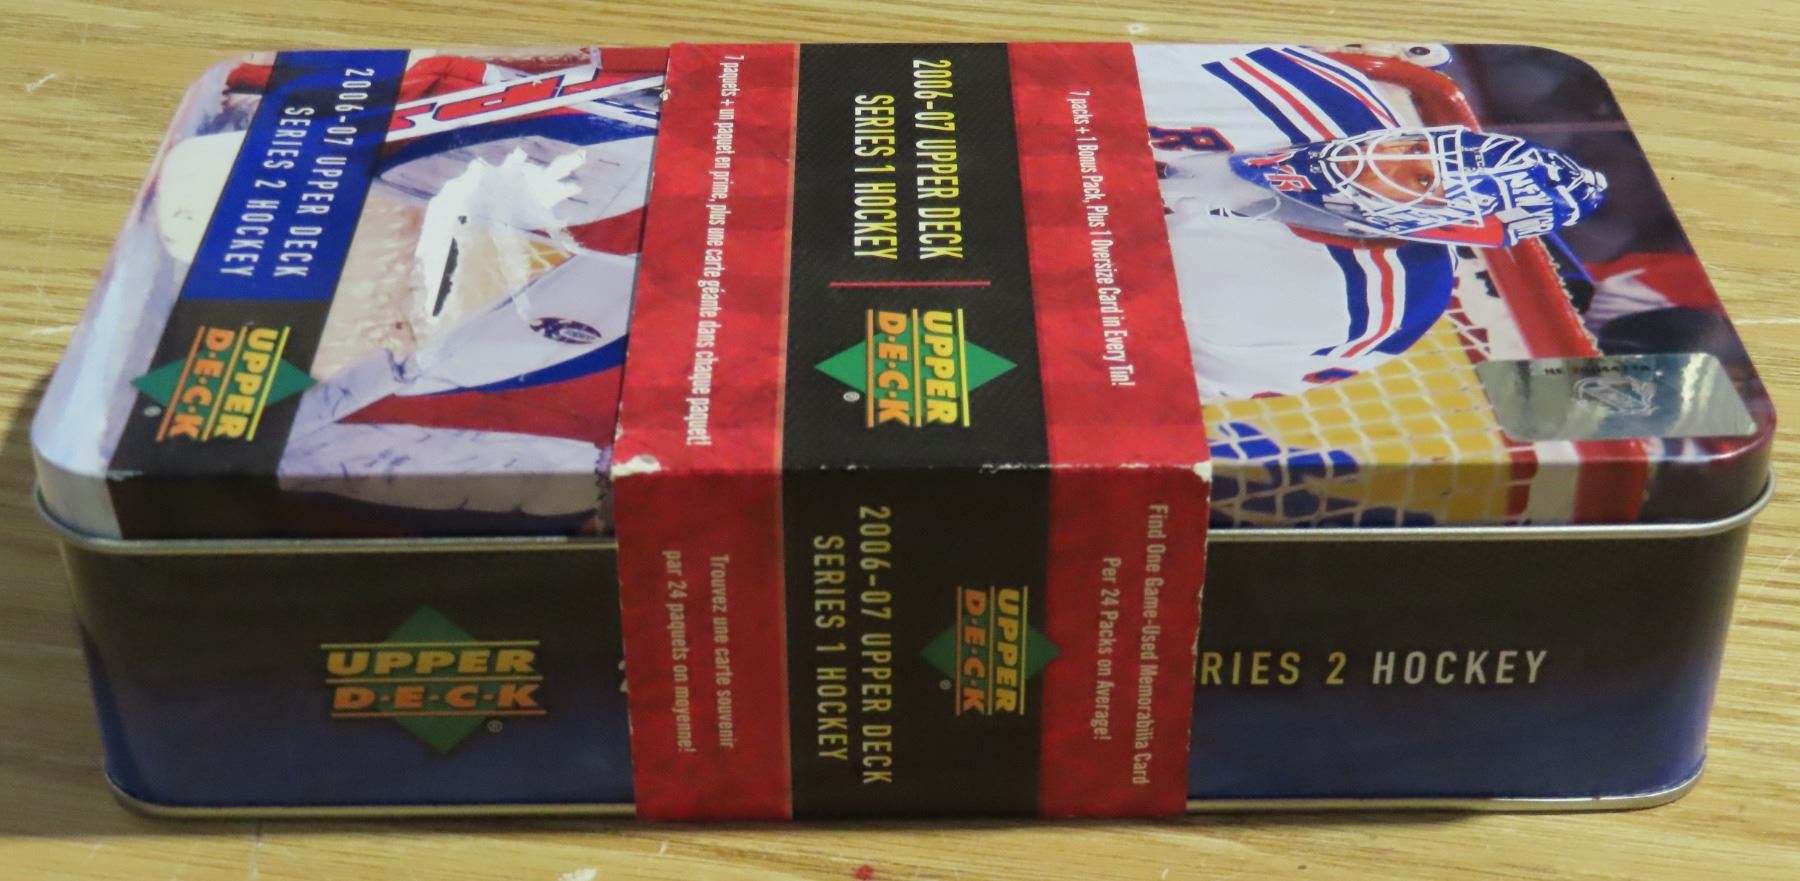 2006-07 UPPER DECK
SERIES 2 HOCKEY
UPPER
D·E·C·K
®
7 paquets + un paquet en prime, plus une carte géante dans chaque paquet!
2006-07 UPPER DECK
SERIES 1 HOCKEY
UPPER
D·E·C·K
®
7 packs + 1 Bonus Pack, Plus 1 Oversize Card in Every Tin!
NEW YORK
UPPER
D·E·C·K
®
Trouvez une carte souvenir
par 24 paquets en moyenne!
2006-07 UPPER DECK
SERIES 1 HOCKEY
UPPER
D·E·C·K
®
Find One Game-Used Memorabilia Card
Per 24 Packs on Average!
2
RIES 2 HOCKEY